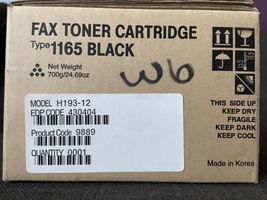 FAX TONER CARTRIDGE
Type 1165 BLACK
Net Weight
700g/24.69oz
W6
MODEL H193-12
EDP CODE 430404
Product Code 9889
QUANTITY 0001
THIS SIDE UP
KEEP DRY
FRAGILE
KEEP DARK
KEEP COOL
Made in Korea